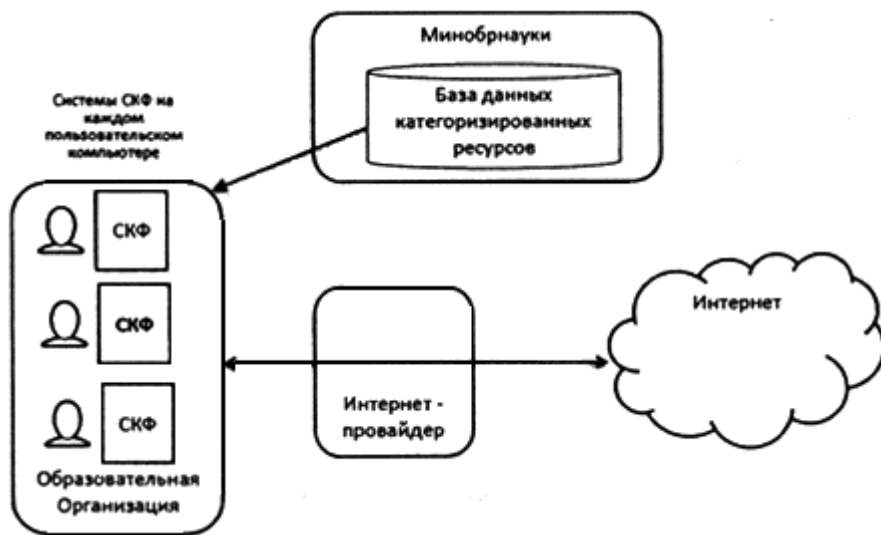 Минобрнауки
База данных
категоризированных
ресурсов
Системы СКФ на
каждом
пользовательском
компьютере
СКФ
СКФ
СКФ
Образовательная
Организация
Интернет -
провайдер
Интернет